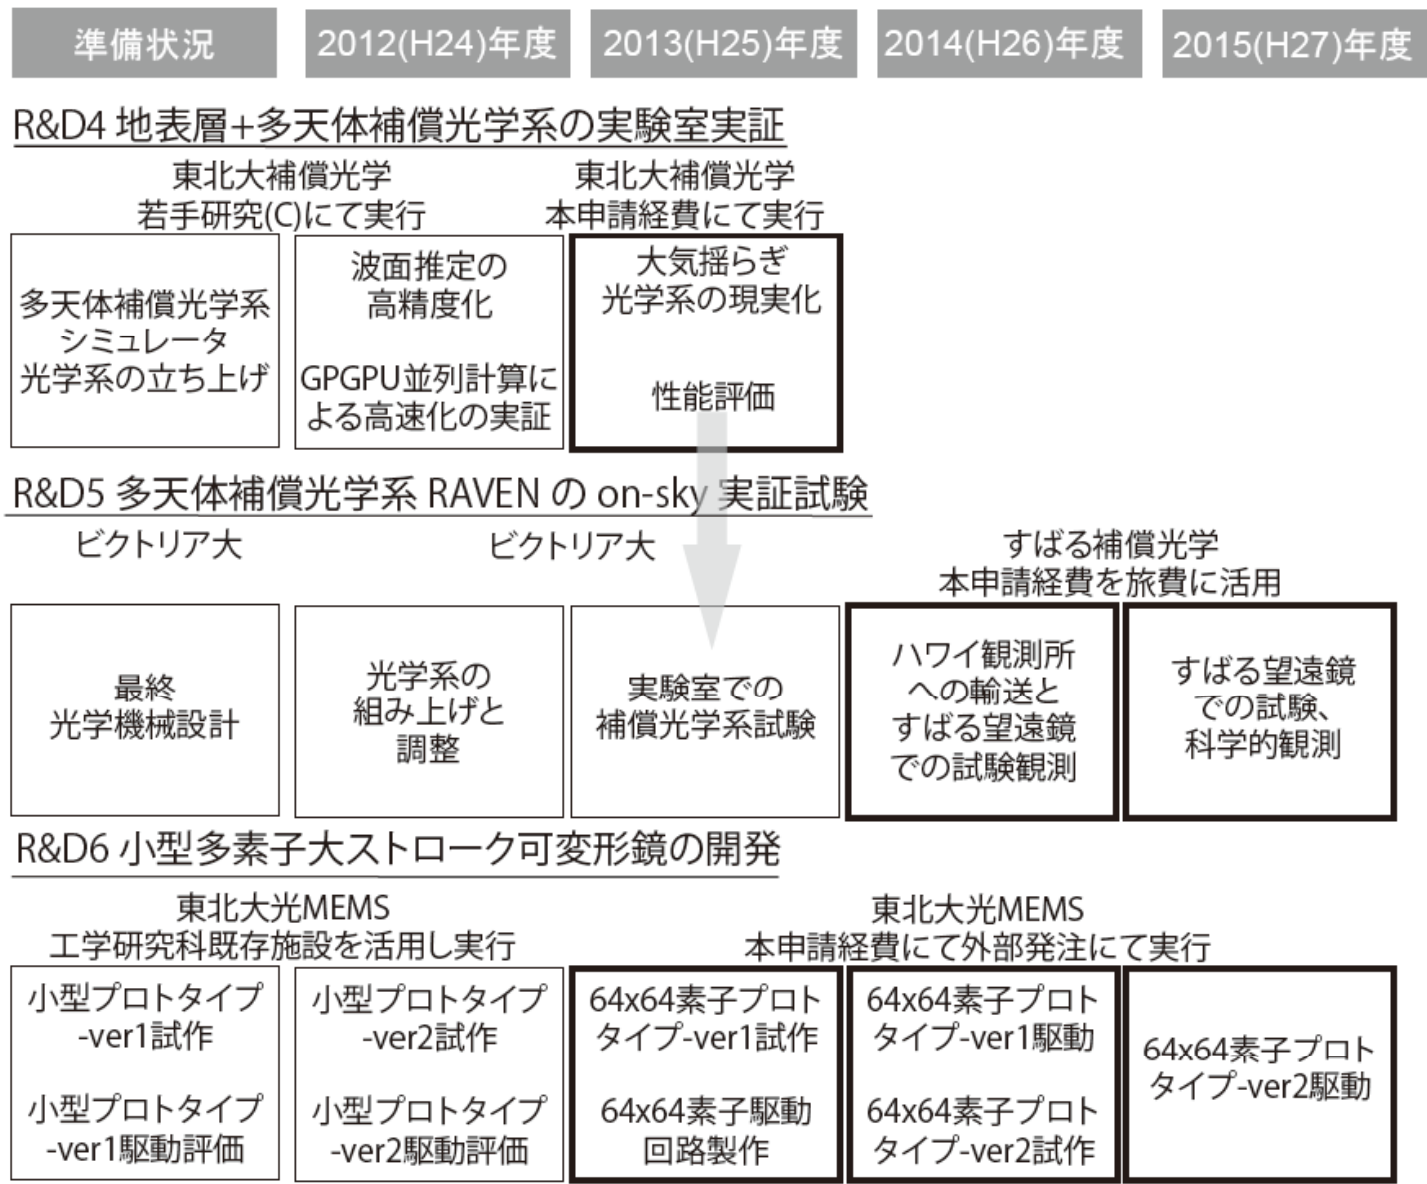 準備状況
2012(H24)年度
2013(H25)年度
2014(H26)年度
2015(H27)年度
R&D4 地表層+多天体補償光学系の実験室実証
東北大補償光学
若手研究(C)にて実行
東北大補償光学
本申請経費にて実行
多天体補償光学系
シミュレータ
光学系の立ち上げ
波面推定の
高精度化
GPGPU並列計算に
よる高速化の実証
大気揺らぎ
光学系の現実化
性能評価
R&D5 多天体補償光学系 RAVEN の on-sky 実証試験
ビクトリア大
ビクトリア大
すばる補償光学
本申請経費を旅費に活用
最終
光学機械設計
光学系の
組み上げと
調整
実験室での
補償光学系試験
ハワイ観測所
への輸送と
すばる望遠鏡
での試験観測
すばる望遠鏡
での試験、
科学的観測
R&D6 小型多素子大ストローク可変形鏡の開発
東北大光MEMS
工学研究科既存施設を活用し実行
東北大光MEMS
本申請経費にて外部発注にて実行
小型プロトタイプ
-ver1試作
小型プロトタイプ
-ver1駆動評価
小型プロトタイプ
-ver2試作
小型プロトタイプ
-ver2駆動評価
64x64素子プロト
タイプ-ver1試作
64x64素子駆動
回路製作
64x64素子プロト
タイプ-ver1駆動
64x64素子プロト
タイプ-ver2試作
64x64素子プロト
タイプ-ver2駆動